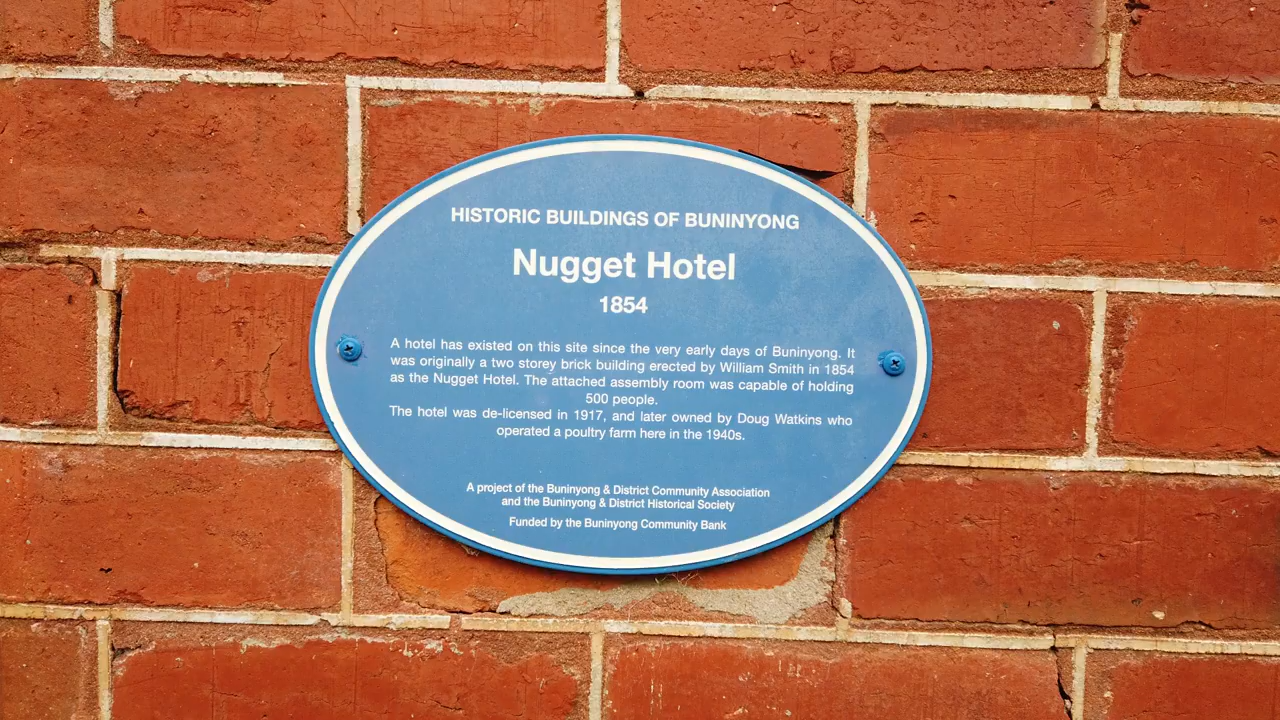 HISTORIC BUILDINGS OF BUNINYONG
Nugget Hotel
1854
A hotel has existed on this site since the very early days of Buninyong. It
was originally a two storey brick building erected by William Smith in 1854
as the Nugget Hotel. The attached assembly room was capable of holding
500 people.
The hotel was de-licensed in 1917, and later owned by Doug Watkins who
operated a poultry farm here in the 1940s.
A project of the Buninyong & District Community Association
and the Buninyong & District Historical Society
Funded by the Buninyong Community Bank